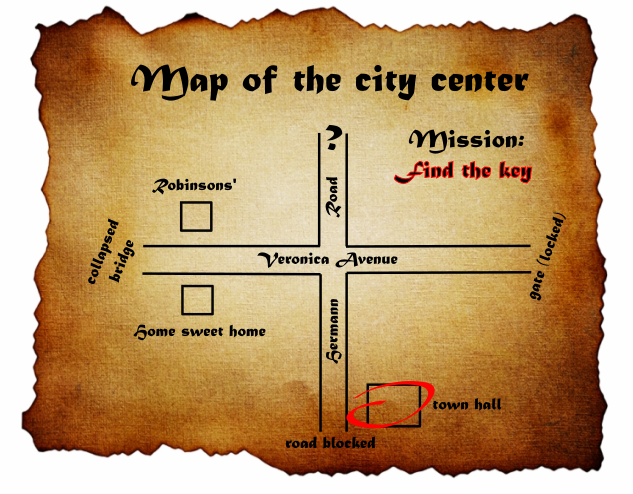 Map of the city center
?
Mission:
Find the key
Robinsons'
Road
collapsed
bridge
Veronica Avenue
gate (locked)
Hermann
Home sweet home
town hall
road blocked